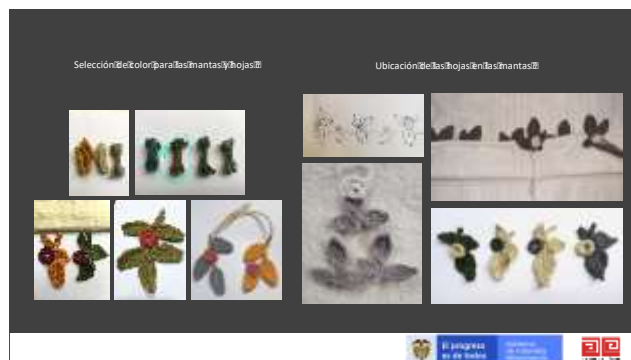 Selección de color para las mantas y hojas
Ubicación de las hojas en las mantas
El progreso
es de todos